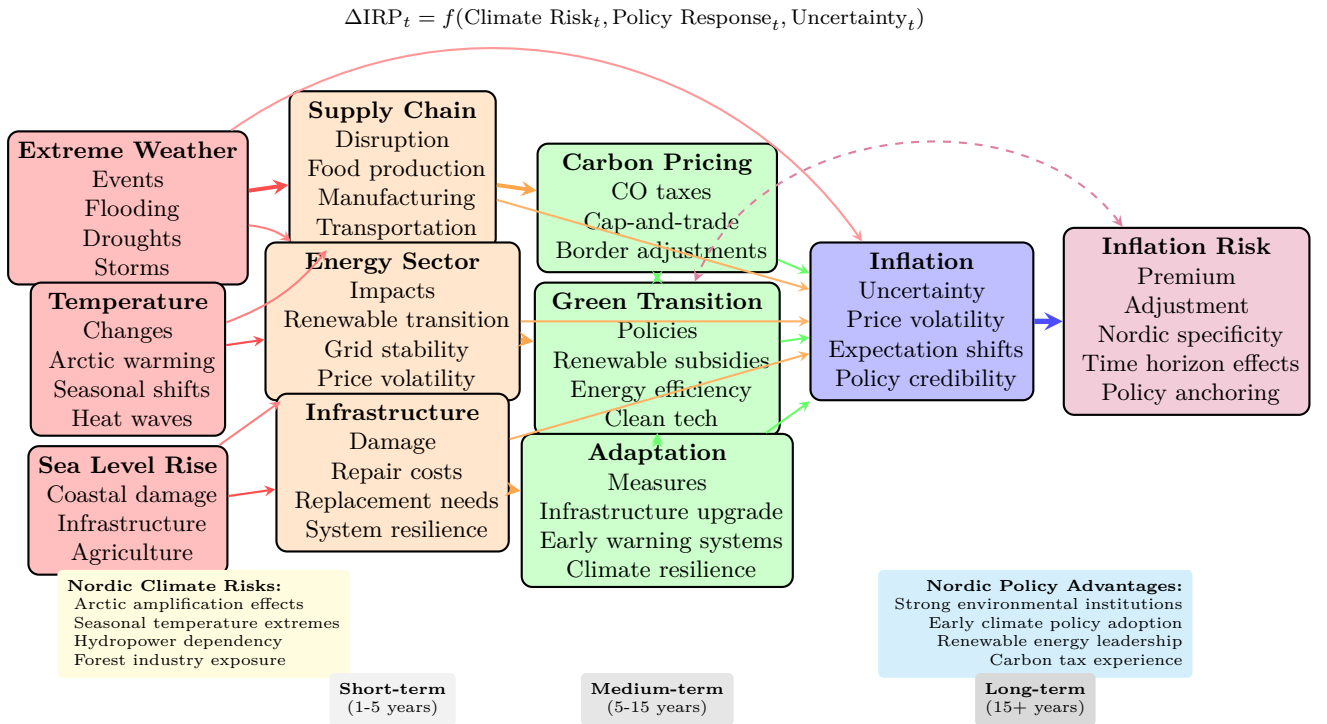 ΔIRPₜ = f(Climate Riskₜ, Policy Responseₜ, Uncertaintyₜ)
Extreme Weather
Events
Flooding
Droughts
Storms
Temperature
Changes
Arctic warming
Seasonal shifts
Heat waves
Sea Level Rise
Coastal damage
Infrastructure
Agriculture
Supply Chain
Disruption
Food production
Manufacturing
Transportation
Energy Sector
Impacts
Renewable transition
Grid stability
Price volatility
Infrastructure
Damage
Repair costs
Replacement needs
System resilience
Carbon Pricing
CO taxes
Cap-and-trade
Border adjustments
Green Transition
Policies
Renewable subsidies
Energy efficiency
Clean tech
Adaptation
Measures
Infrastructure upgrade
Early warning systems
Climate resilience
Inflation
Uncertainty
Price volatility
Expectation shifts
Policy credibility
Inflation Risk
Premium
Adjustment
Nordic specificity
Time horizon effects
Policy anchoring
Nordic Climate Risks:
Arctic amplification effects
Seasonal temperature extremes
Hydropower dependency
Forest industry exposure
Nordic Policy Advantages:
Strong environmental institutions
Early climate policy adoption
Renewable energy leadership
Carbon tax experience
Short-term
(1-5 years)
Medium-term
(5-15 years)
Long-term
(15+ years)